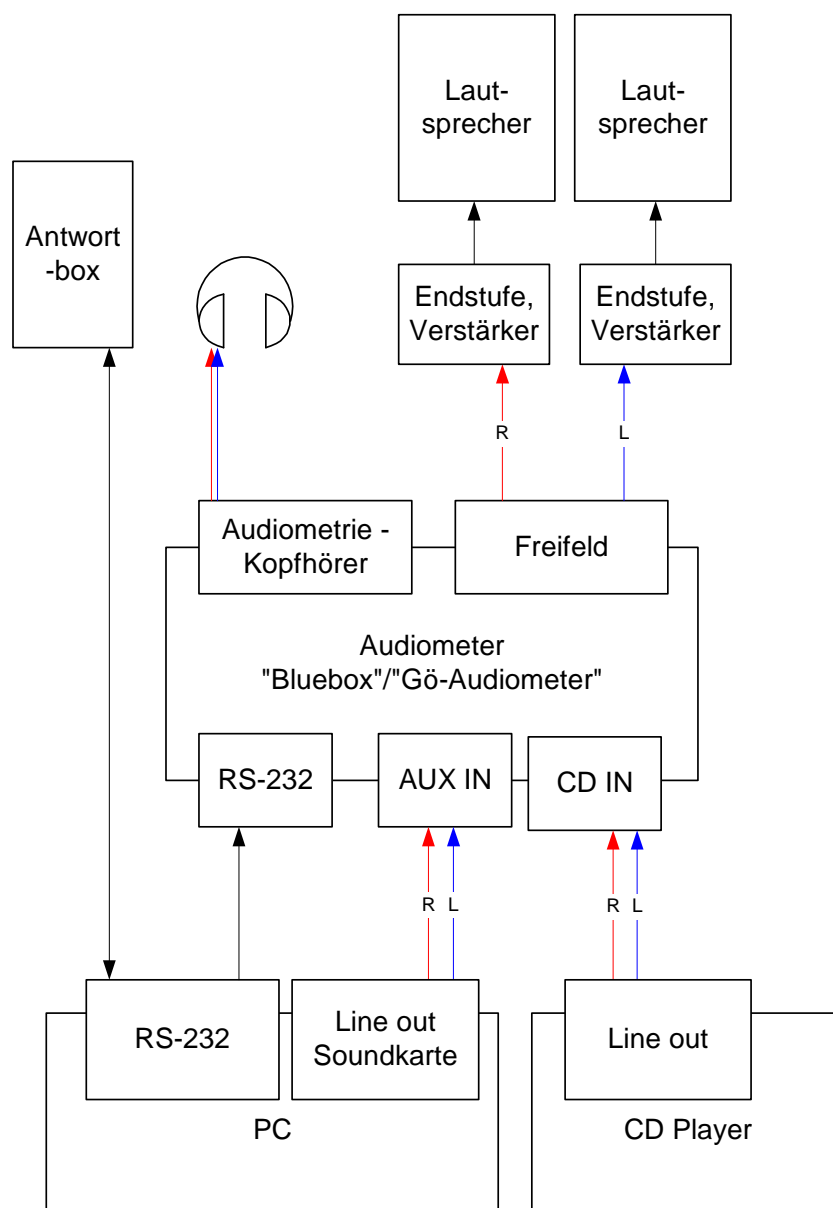 Laut-
sprecher
Laut-
sprecher
Antwort
-box
Endstufe,
Verstärker
Endstufe,
Verstärker
R
L
Audiometrie -
Kopfhörer
Freifeld
Audiometer
"Bluebox"/"Gö-Audiometer"
RS-232
AUX IN
CD IN
R
L
R
L
RS-232
Line out
Soundkarte
Line out
PC
CD Player